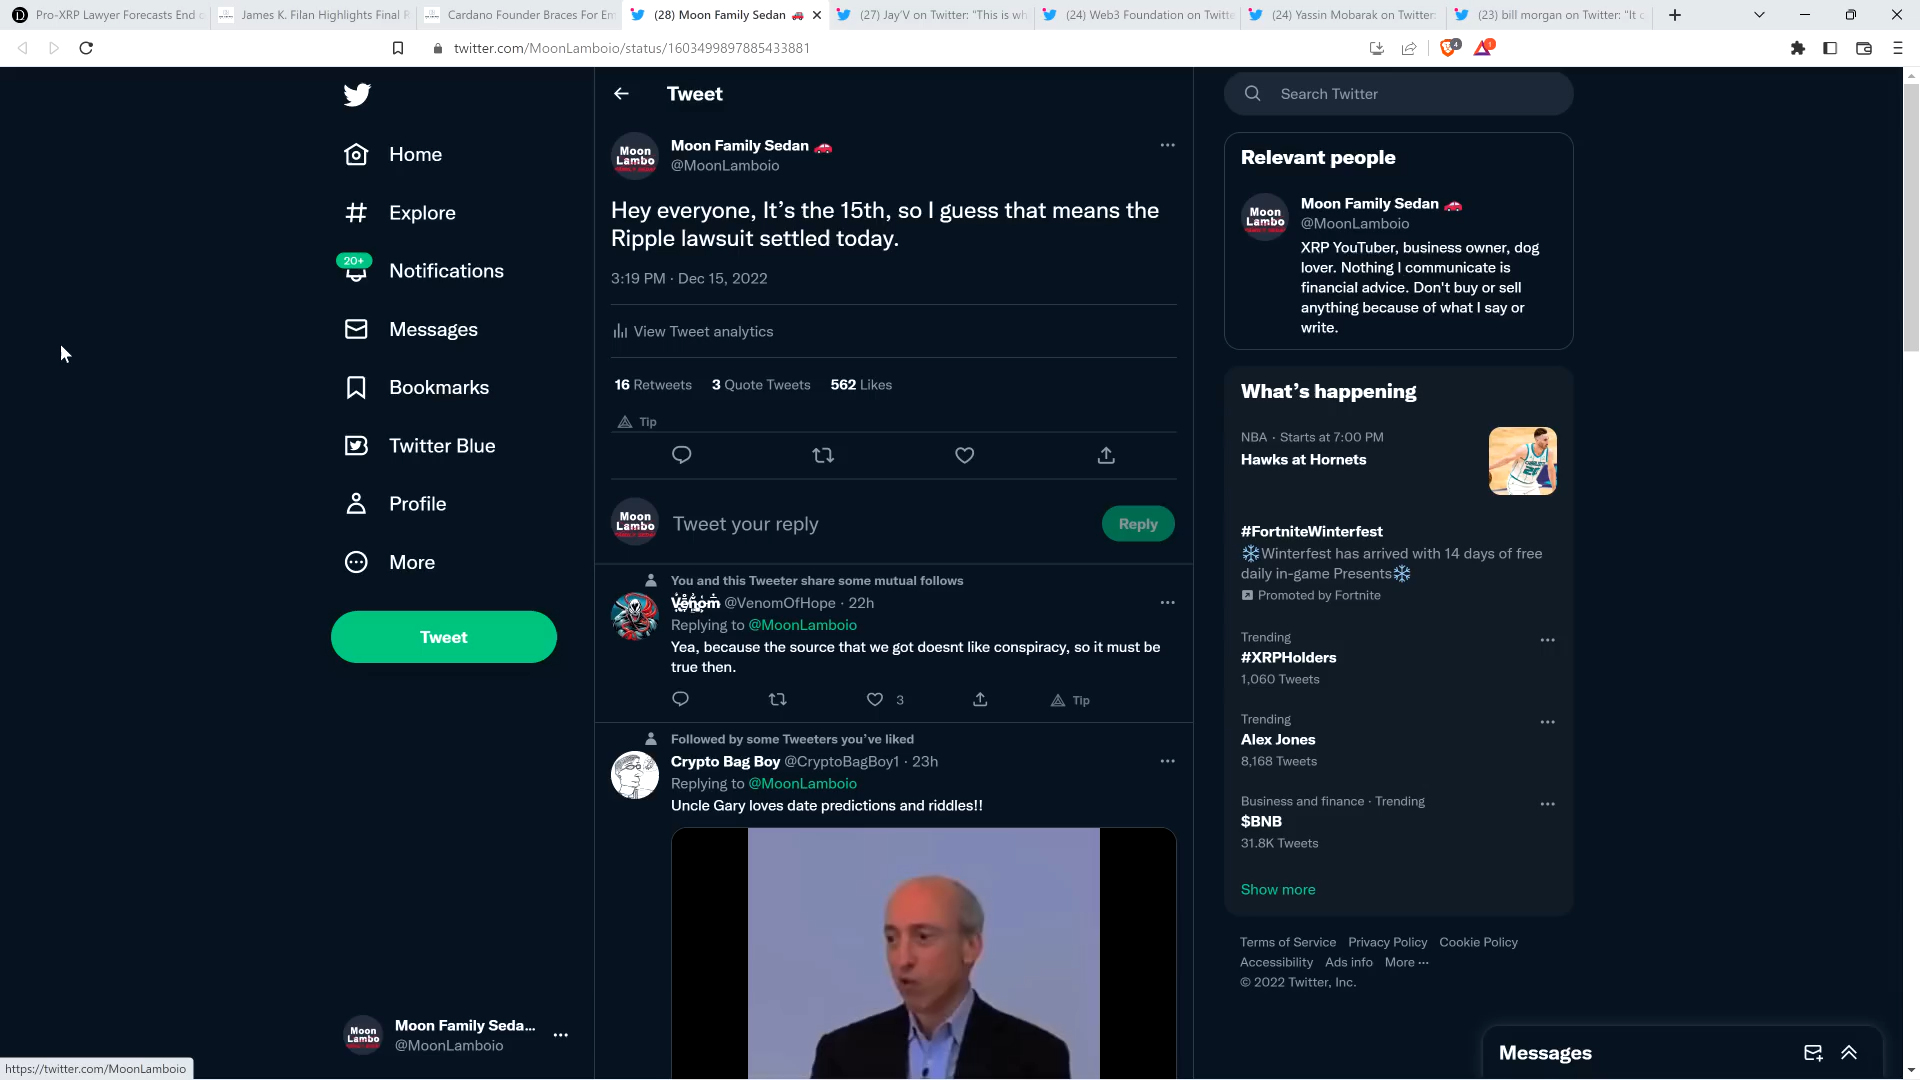 Pro-XRP Lawyer Forecasts End
James K. Filan Highlights Final
Cardano Founder Braces For Em
(28) Moon Family Sedan 🚗
(27) Jay'V on Twitter: "This is wh
(24) Web3 Foundation on Twitte
(24) Yassin Mobarak on Twitter:
(23) bill morgan on Twitter: "It
twitter.com/MoonLamboio/status/1603499897885433881
4
1
Home
Explore
20+
Notifications
Messages
Bookmarks
Twitter Blue
Profile
More
Tweet
Moon Family Seda...
@MoonLamboio
https://twitter.com/MoonLamboio
Tweet
Moon
Lambo
Moon Family Sedan 🚗
@MoonLamboio
Hey everyone, It’s the 15th, so I guess that means the
Ripple lawsuit settled today.
3:19 PM · Dec 15, 2022
View Tweet analytics
16 Retweets 3 Quote Tweets 562 Likes
Tip
Moon
Lambo
Tweet your reply
Reply
You and this Tweeter share some mutual follows
Venom @VenomOfHope · 22h
Replying to @MoonLamboio
Yea, because the source that we got doesnt like conspiracy, so it must be
true then.
3
Tip
Followed by some Tweeters you’ve liked
Crypto Bag Boy @CryptoBagBoy1 · 23h
Replying to @MoonLamboio
Uncle Gary loves date predictions and riddles!!
Search Twitter
Relevant people
Moon
Lambo
Moon Family Sedan 🚗
@MoonLamboio
XRP YouTuber, business owner, dog
lover. Nothing I communicate is
financial advice. Don't buy or sell
anything because of what I say or
write.
What’s happening
NBA · Starts at 7:00 PM
Hawks at Hornets
#FortniteWinterfest
❄️Winterfest has arrived with 14 days of free
daily in-game Presents❄️
Promoted by Fortnite
Trending
#XRPHolders
1,060 Tweets
Trending
Alex Jones
8,168 Tweets
Business and finance · Trending
$BNB
31.8K Tweets
Show more
Terms of Service Privacy Policy Cookie Policy
Accessibility Ads info More ···
© 2022 Twitter, Inc.
Messages
Moon
Lambo